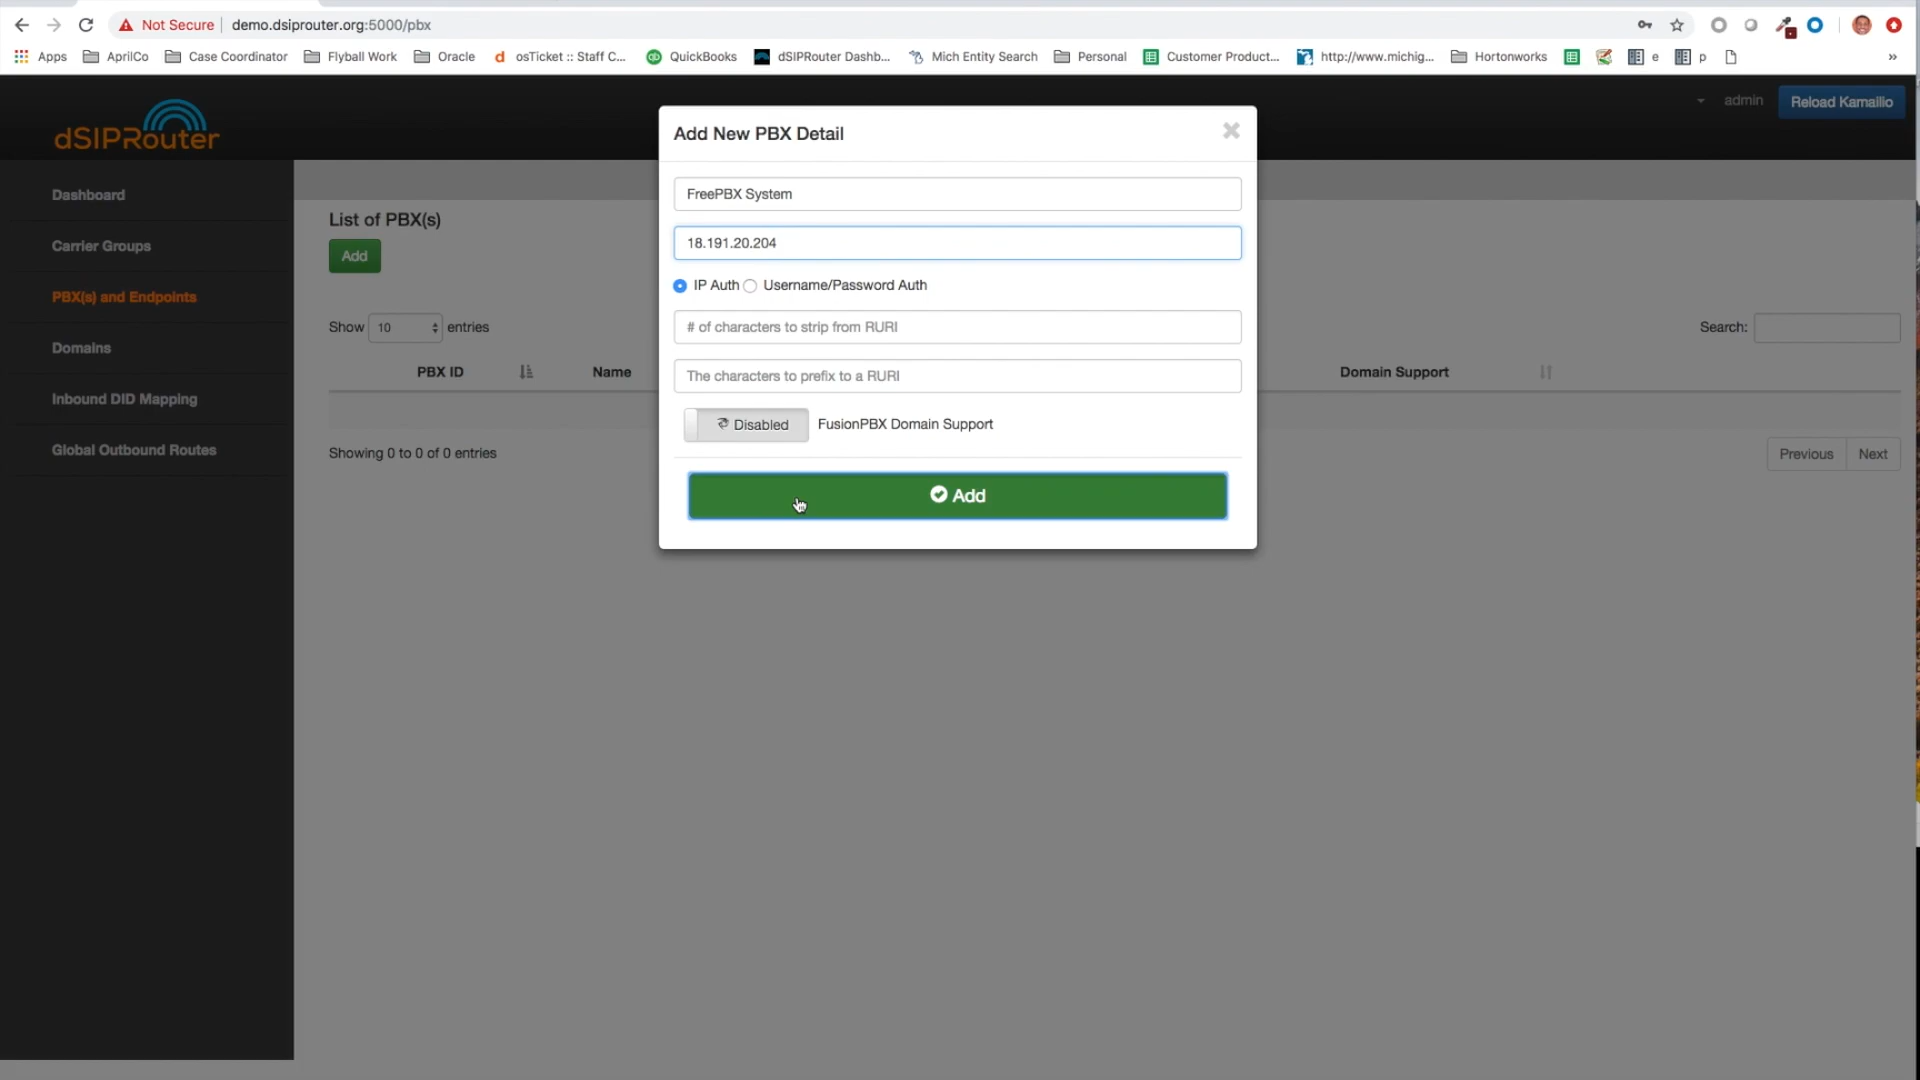 Not Secure demo.dsiprouter.org:5000/pbx
Apps AprilCo Case Coordinator Flyball Work Oracle osTicket :: Staff C... QuickBooks dSIPRouter Dashb... Mich Entity Search Personal Customer Product... http://www.michig... Hortonworks e p »
dSIPRouter
admin
Reload Kamailio
Dashboard
Carrier Groups
PBX(s) and Endpoints
Domains
Inbound DID Mapping
Global Outbound Routes
List of PBX(s)
Add
Show 10 entries
Search:
PBX ID Name Domain Support
Showing 0 to 0 of 0 entries
Previous Next
Add New PBX Detail
FreePBX System
18.191.20.204
IP Auth Username/Password Auth
# of characters to strip from RURI
The characters to prefix to a RURI
Disabled FusionPBX Domain Support
Add